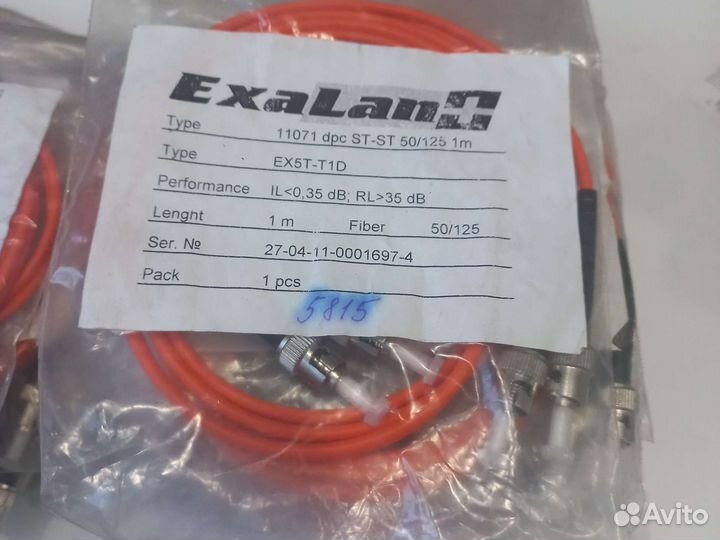 ExaLan
Type 11071 dpc ST-ST 50/125 1m
Type EX5T-T1D
Performance IL<0,35 dB; RL>35 dB
Lenght 1 m Fiber 50/125
Ser. № 27-04-11-0001697-4
Pack 1 pcs
5815
Avito